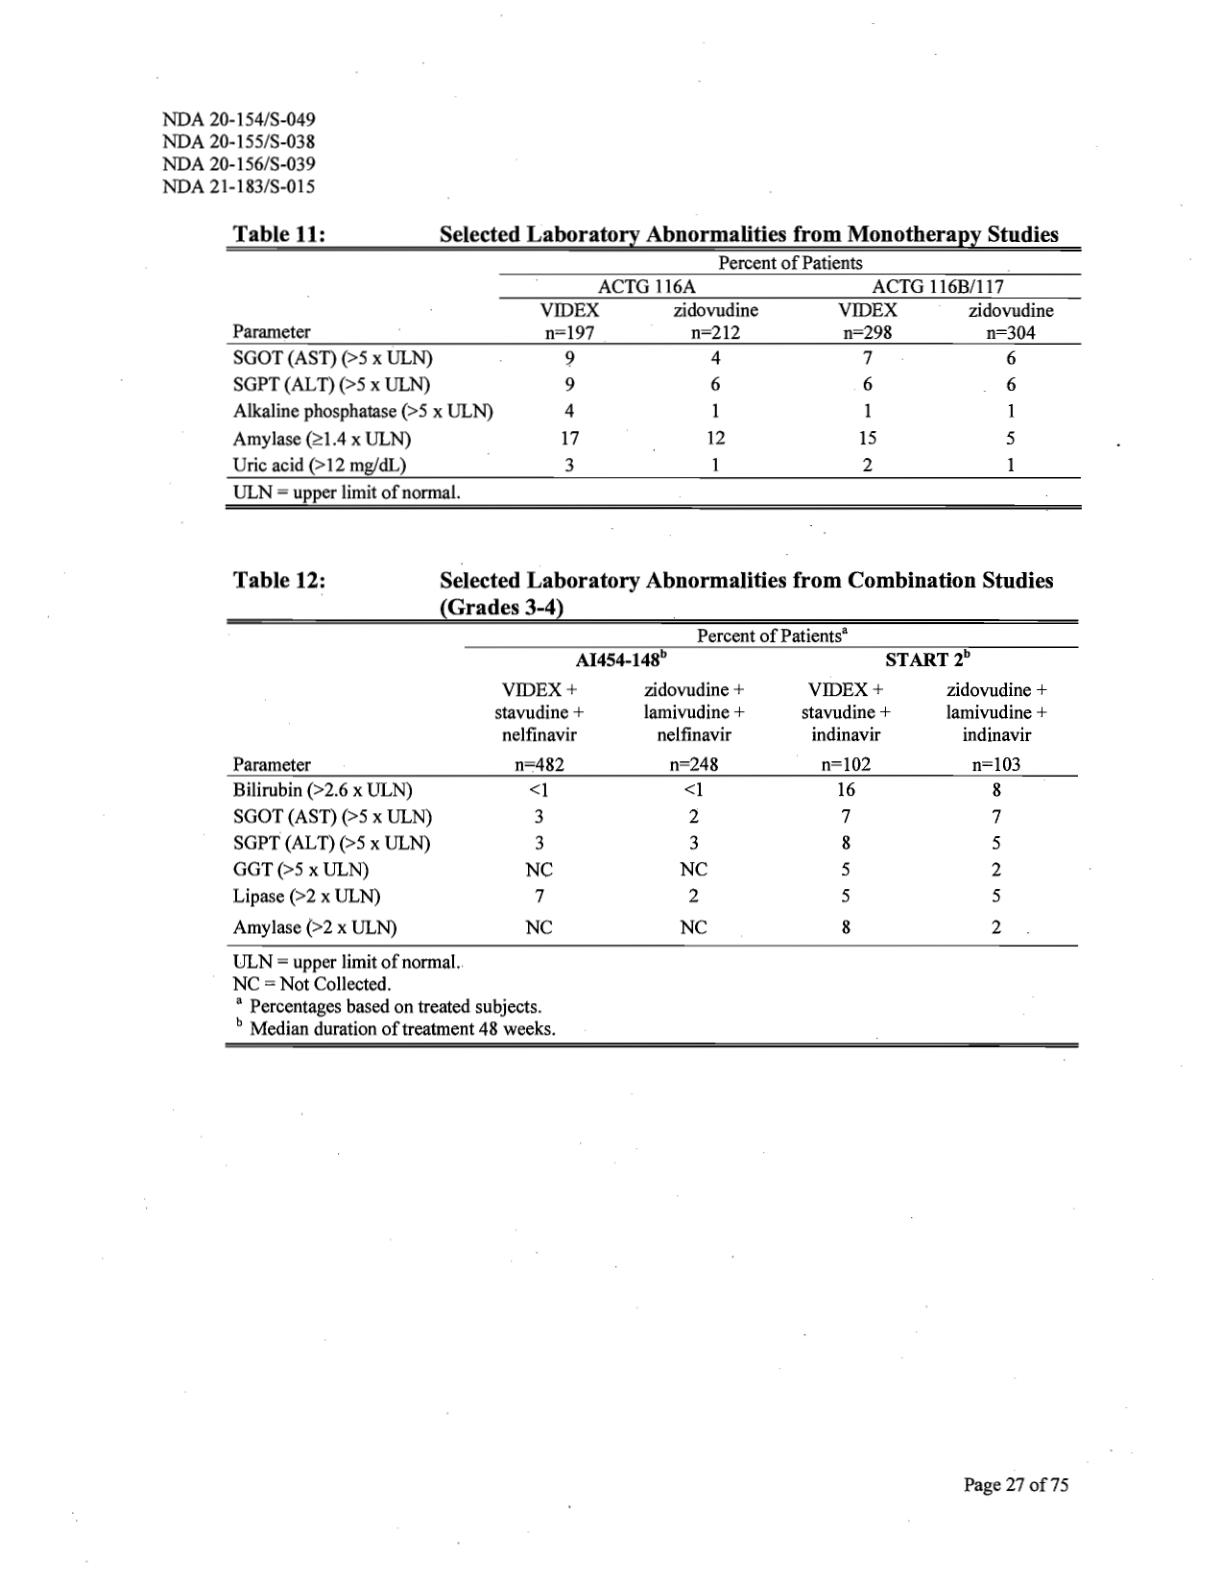 NDA 20-154/S-049
NDA 20-155/S-038
NDA 20-156/S-039
NDA 21-183/S-015
Table 11: Selected Laboratory Abnormalities from Monotherapy Studies
Percent of Patients
ACTG 116A ACTG 116B/117
VIDEX zidovudine VIDEX zidovudine
Parameter n=197 n=212 n=298 n=304
SGOT (AST) (>5 x ULN) 9 4 7 6
SGPT (ALT) (>5 x ULN) 9 6 6 6
Alkaline phosphatase (>5 x ULN) 4 1 1 1
Amylase (≥1.4 x ULN) 17 12 15 5
Uric acid (>12 mg/dL) 3 1 2 1
ULN = upper limit of normal.
Table 12: Selected Laboratory Abnormalities from Combination Studies
(Grades 3-4)
Percent of Patientsᵃ
AI454-148ᵇ START 2ᵇ
VIDEX + zidovudine + VIDEX + zidovudine +
stavudine + lamivudine + stavudine + lamivudine +
nelfinavir nelfinavir indinavir indinavir
Parameter n=482 n=248 n=102 n=103
Bilirubin (>2.6 x ULN) <1 <1 16 8
SGOT (AST) (>5 x ULN) 3 2 7 7
SGPT (ALT) (>5 x ULN) 3 3 8 5
GGT (>5 x ULN) NC NC 5 2
Lipase (>2 x ULN) 7 2 5 5
Amylase (>2 x ULN) NC NC 8 2
ULN = upper limit of normal.
NC = Not Collected.
ᵃ Percentages based on treated subjects.
ᵇ Median duration of treatment 48 weeks.
Page 27 of 75